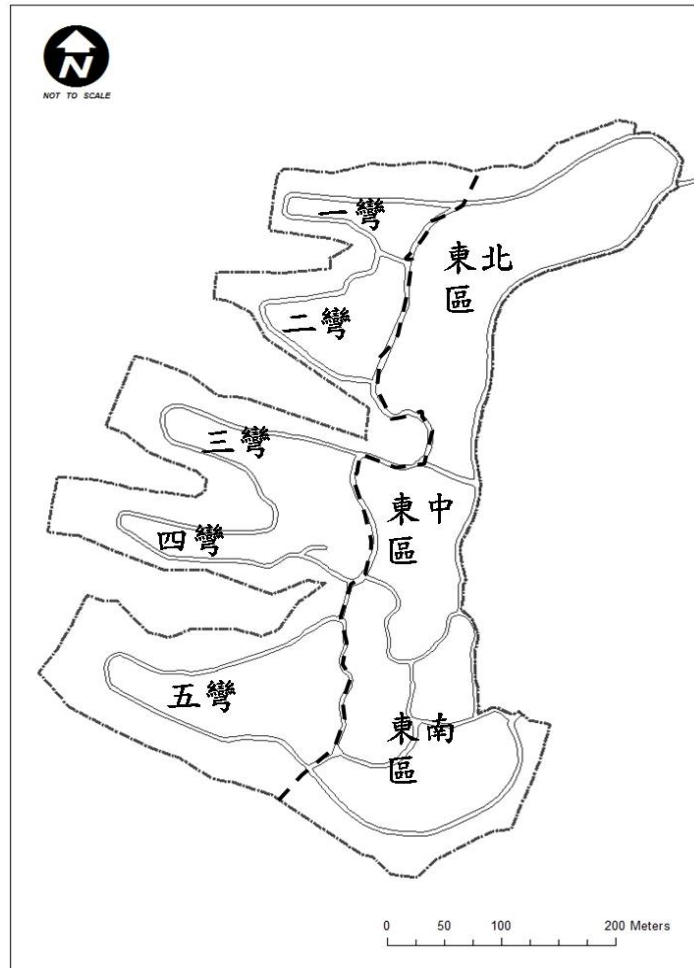 N
NOT TO SCALE
一彎
東北
區
二彎
三彎
東中
區
四彎
五彎
東南
區
0 50 100 200 Meters